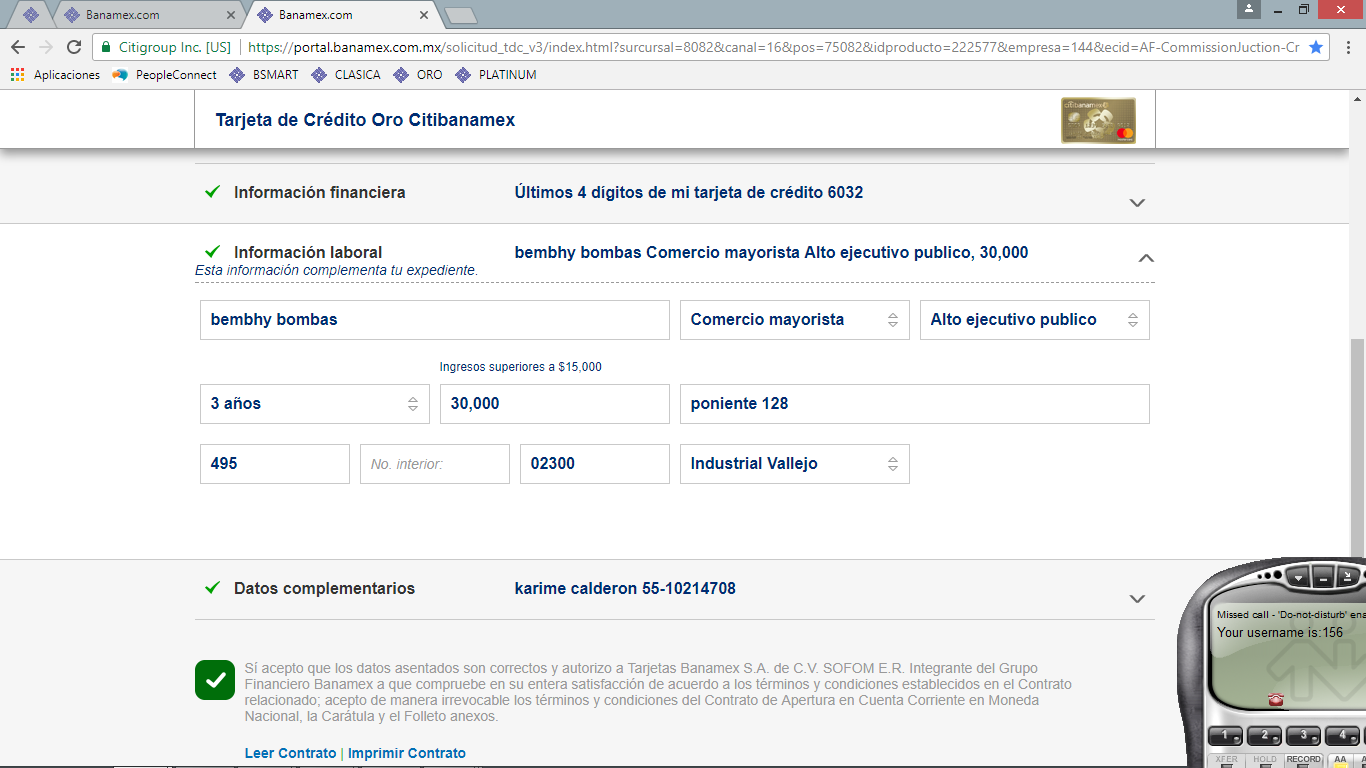 Banamex.com
Banamex.com
Citigroup Inc. [US] https://portal.banamex.com.mx/solicitud_tdc_v3/index.html?surcursal=8082&canal=16&pos=75082&idproducto=222577&empresa=144&ecid=AF-CommissionJuction-Cr
Aplicaciones PeopleConnect BSMART CLASICA ORO PLATINUM
Tarjeta de Crédito Oro Citibanamex
citibanamex
Información financiera Últimos 4 dígitos de mi tarjeta de crédito 6032
Información laboral bembhy bombas Comercio mayorista Alto ejecutivo publico, 30,000
Esta información complementa tu expediente.
bembhy bombas Comercio mayorista Alto ejecutivo publico
Ingresos superiores a $15,000
3 años 30,000 poniente 128
495 No. interior: 02300 Industrial Vallejo
Datos complementarios karime calderon 55-10214708
Missed call - 'Do-not-disturb' ena
Your username is:156
Sí acepto que los datos asentados son correctos y autorizo a Tarjetas Banamex S.A. de C.V. SOFOM E.R. Integrante del Grupo
Financiero Banamex a que compruebe en su entera satisfacción de acuerdo a los términos y condiciones establecidos en el Contrato
relacionado; acepto de manera irrevocable los términos y condiciones del Contrato de Apertura en Cuenta Corriente en Moneda
Nacional, la Carátula y el Folleto anexos.
Leer Contrato | Imprimir Contrato
1 2 3 4
XFER HOLD RECORD AA